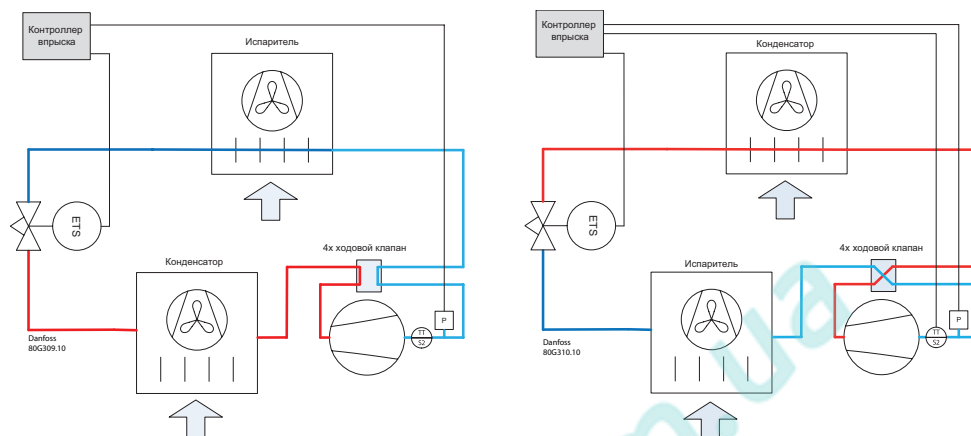 Контроллер
впрыска
Испаритель
ETS
4х ходовой клапан
Конденсатор
P
TT
S2
Danfoss
80G309.10
Контроллер
впрыска
Конденсатор
ETS
4х ходовой клапан
Испаритель
P
TT
S2
Danfoss
80G310.10